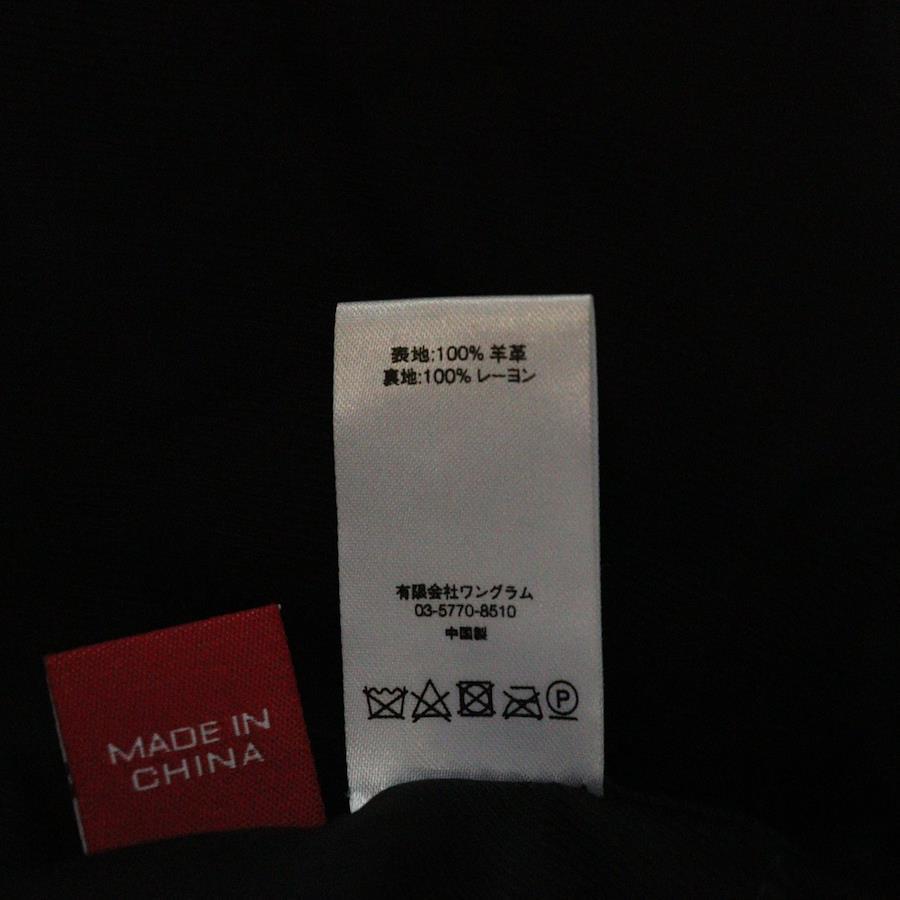 表地:100% 羊革
裏地:100% レーヨン
有限会社ワングラム
03-5770-8510
中国製
P
MADE IN
CHINA